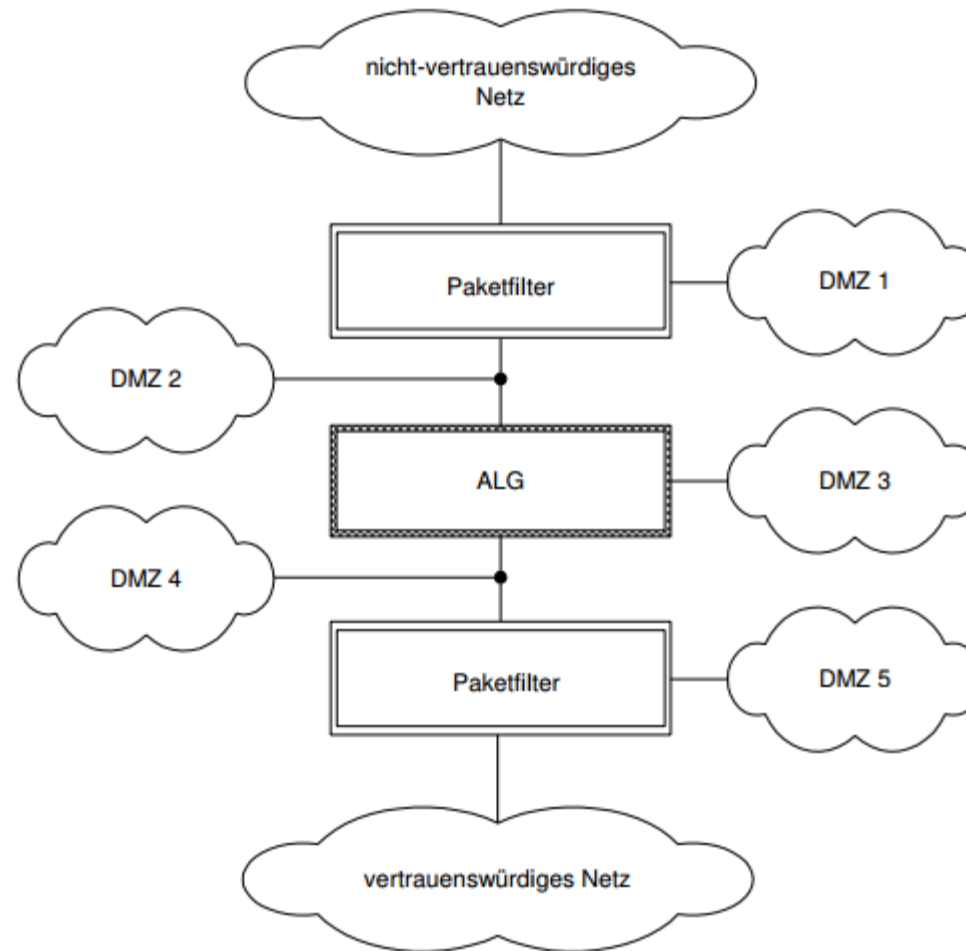 nicht-vertrauenswürdiges
Netz
Paketfilter
DMZ 1
DMZ 2
ALG
DMZ 3
DMZ 4
Paketfilter
DMZ 5
vertrauenswürdiges Netz